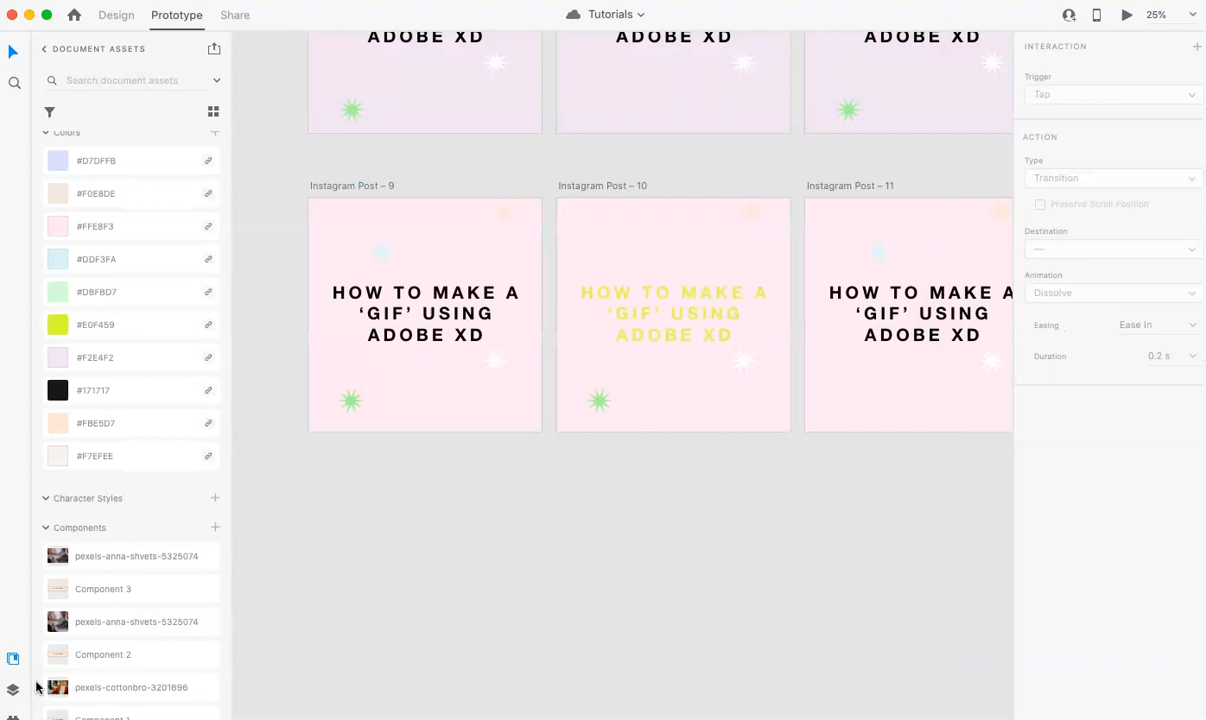 Design
Prototype
Share
Tutorials
25%
DOCUMENT ASSETS
Search document assets
Colors
#D7DFFB
#F0E8DE
#FFE8F3
#DDF3FA
#DBFBD7
#E0F459
#F2E4F2
#171717
#FBE5D7
#F7EFEE
Character Styles
Components
pexels-anna-shvets-5325074
Component 3
pexels-anna-shvets-5325074
Component 2
pexels-cottonbro-3201696
Component 1
ADOBE XD
ADOBE XD
ADOBE XD
Instagram Post – 9
HOW TO MAKE A
‘GIF’ USING
ADOBE XD
Instagram Post – 10
HOW TO MAKE A
‘GIF’ USING
ADOBE XD
Instagram Post – 11
HOW TO MAKE A
‘GIF’ USING
ADOBE XD
INTERACTION
Trigger
Tap
ACTION
Type
Transition
Preserve Scroll Position
Destination
—
Animation
Dissolve
Easing
Ease In
Duration
0.2 s